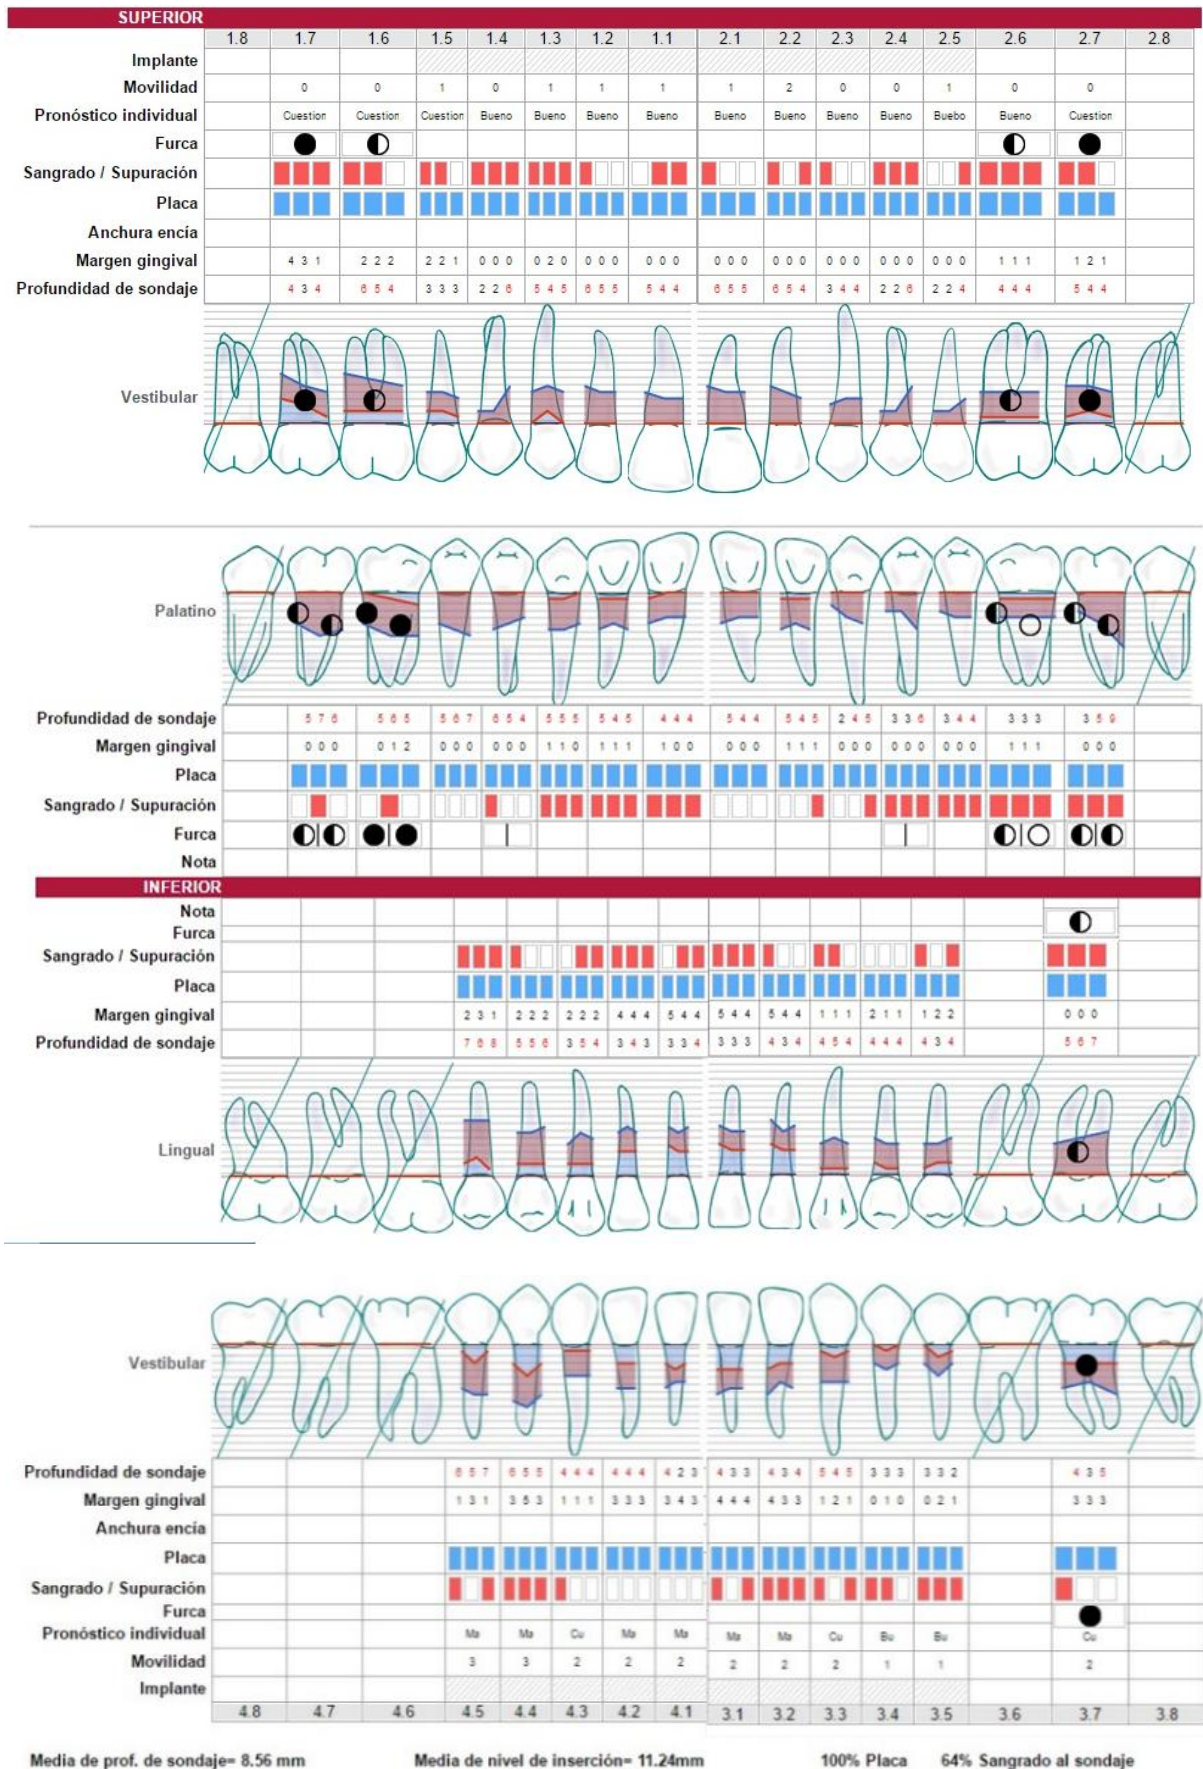 SUPERIOR
1.8 1.7 1.6 1.5 1.4 1.3 1.2 1.1 2.1 2.2 2.3 2.4 2.5 2.6 2.7 2.8
Implante
Movilidad 0 0 1 0 1 1 1 1 2 0 0 1 0 0
Pronóstico individual Cuestion Cuestion Cuestion Bueno Bueno Bueno Bueno Bueno Bueno Bueno Bueno Buebo Bueno Cuestion
Furca
Sangrado / Supuración
Placa
Anchura encía
Margen gingival 4 3 1 2 2 2 2 2 1 0 0 0 0 2 0 0 0 0 0 0 0 0 0 0 0 0 0 0 0 0 0 0 0 0 0 0 1 1 1 1 2 1
Profundidad de sondaje 4 3 4 6 5 4 3 3 3 2 2 6 5 4 5 6 5 5 5 4 4 6 5 5 6 5 4 3 4 4 2 2 6 2 2 4 4 4 4 5 4 4
Vestibular
Palatino
Profundidad de sondaje 5 7 6 5 6 5 5 6 7 6 5 4 5 5 5 5 4 5 4 4 4 5 4 4 5 4 5 2 4 5 3 3 6 3 4 4 3 3 3 3 5 9
Margen gingival 0 0 0 0 1 2 0 0 0 0 0 0 1 1 0 1 1 1 1 0 0 0 0 0 1 1 1 0 0 0 0 0 0 0 0 0 1 1 1 0 0 0
Placa
Sangrado / Supuración
Furca
Nota
INFERIOR
Nota
Furca
Sangrado / Supuración
Placa
Margen gingival 2 3 1 2 2 2 2 2 2 4 4 4 5 4 4 5 4 4 5 4 4 1 1 1 2 1 1 1 2 2 0 0 0
Profundidad de sondaje 7 6 8 5 5 6 3 5 4 3 4 3 3 3 4 3 3 3 4 3 4 4 5 4 4 4 4 4 3 4 5 6 7
Lingual
Vestibular
Profundidad de sondaje 6 5 7 6 5 5 4 4 4 4 4 4 4 2 3 4 3 3 4 3 4 5 4 5 3 3 3 3 3 2 4 3 5
Margen gingival 1 3 1 3 5 3 1 1 1 3 3 3 3 4 3 4 4 4 4 3 3 1 2 1 0 1 0 0 2 1 3 3 3
Anchura encía
Placa
Sangrado / Supuración
Furca
Pronóstico individual Ma Ma Cu Ma Ma Ma Ma Cu Bu Bu Cu
Movilidad 3 3 2 2 2 2 2 2 1 1 2
Implante
4.8 4.7 4.6 4.5 4.4 4.3 4.2 4.1 3.1 3.2 3.3 3.4 3.5 3.6 3.7 3.8
Media de prof. de sondaje= 8.56 mm Media de nivel de inserción= 11.24mm 100% Placa 64% Sangrado al sondaje